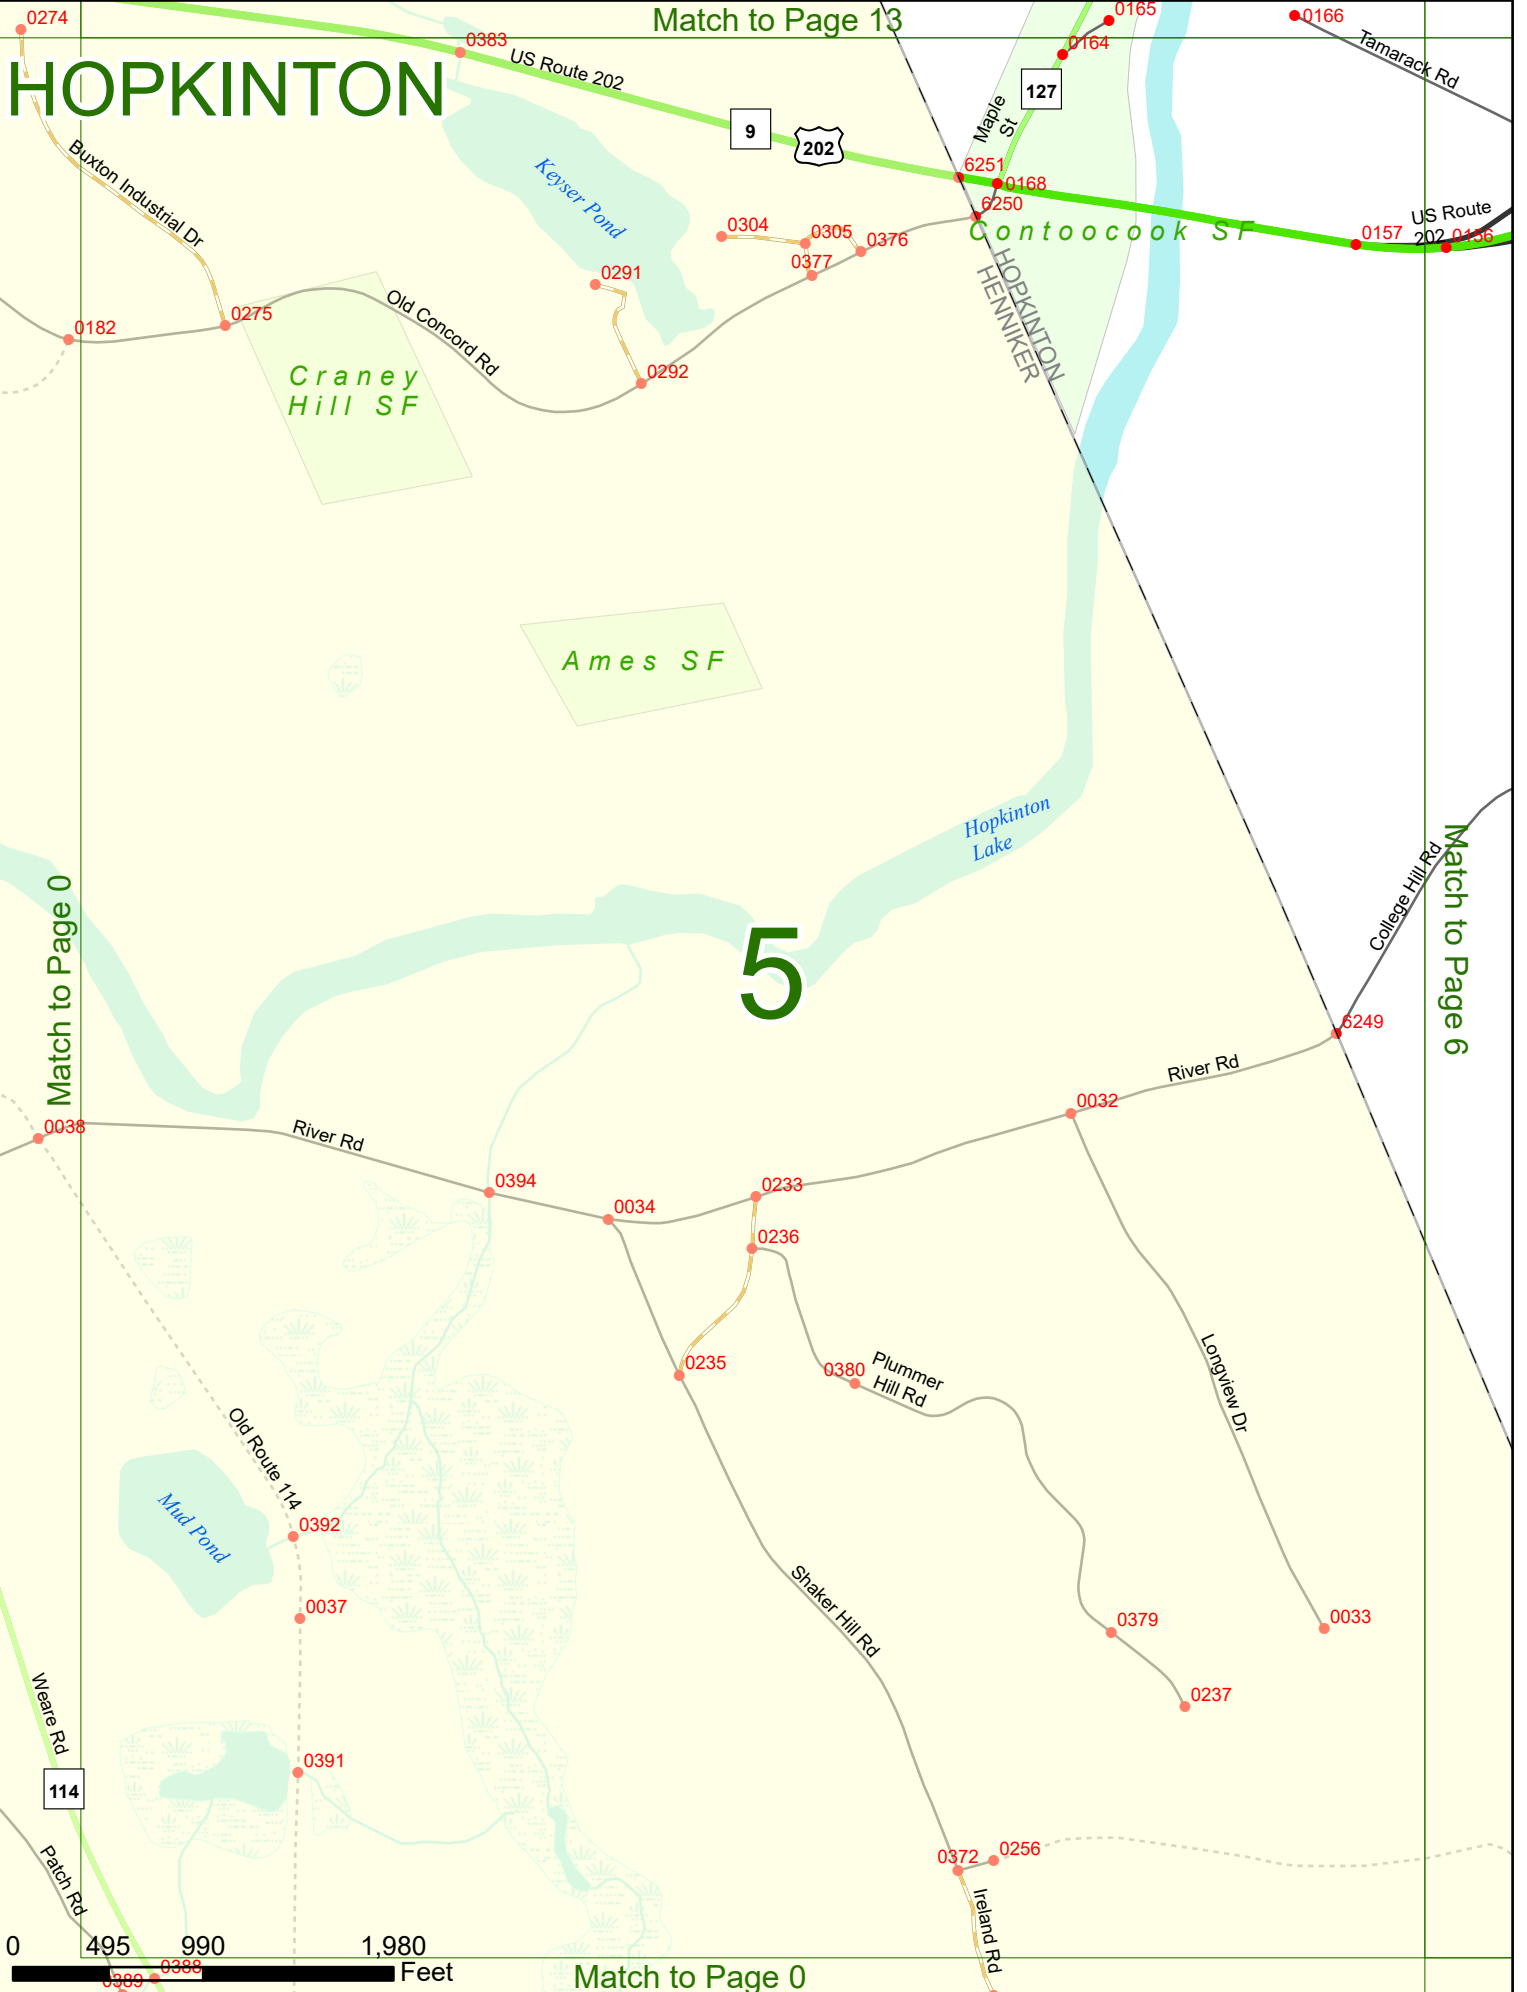 Match to Page 13
0274
0383
0165
0166
0164
HOPKINTON
US Route 202
Tamarack Rd
127
Maple
St
9
202
Buxton Industrial Dr
Keyser Pond
6251
0168
6250
0304
0305
0376
0377
Contoocook SF
US Route
202
0157
0156
0291
HOPKINTON
HENNIKER
0182
0275
Old Concord Rd
0292
Craney
Hill SF
Ames SF
Hopkinton
Lake
College Hill Rd
Match to Page 0
5
Match to Page 6
6249
River Rd
0032
0038
River Rd
0394
0034
0233
0236
0235
0380
Plummer
Hill Rd
Longview Dr
Old Route 114
Mud Pond
0392
0037
Shaker Hill Rd
0379
0033
0237
Weare Rd
0391
114
Patch Rd
0372
0256
Ireland Rd
0 495 990 1,980
Feet
0388
0389
Match to Page 0